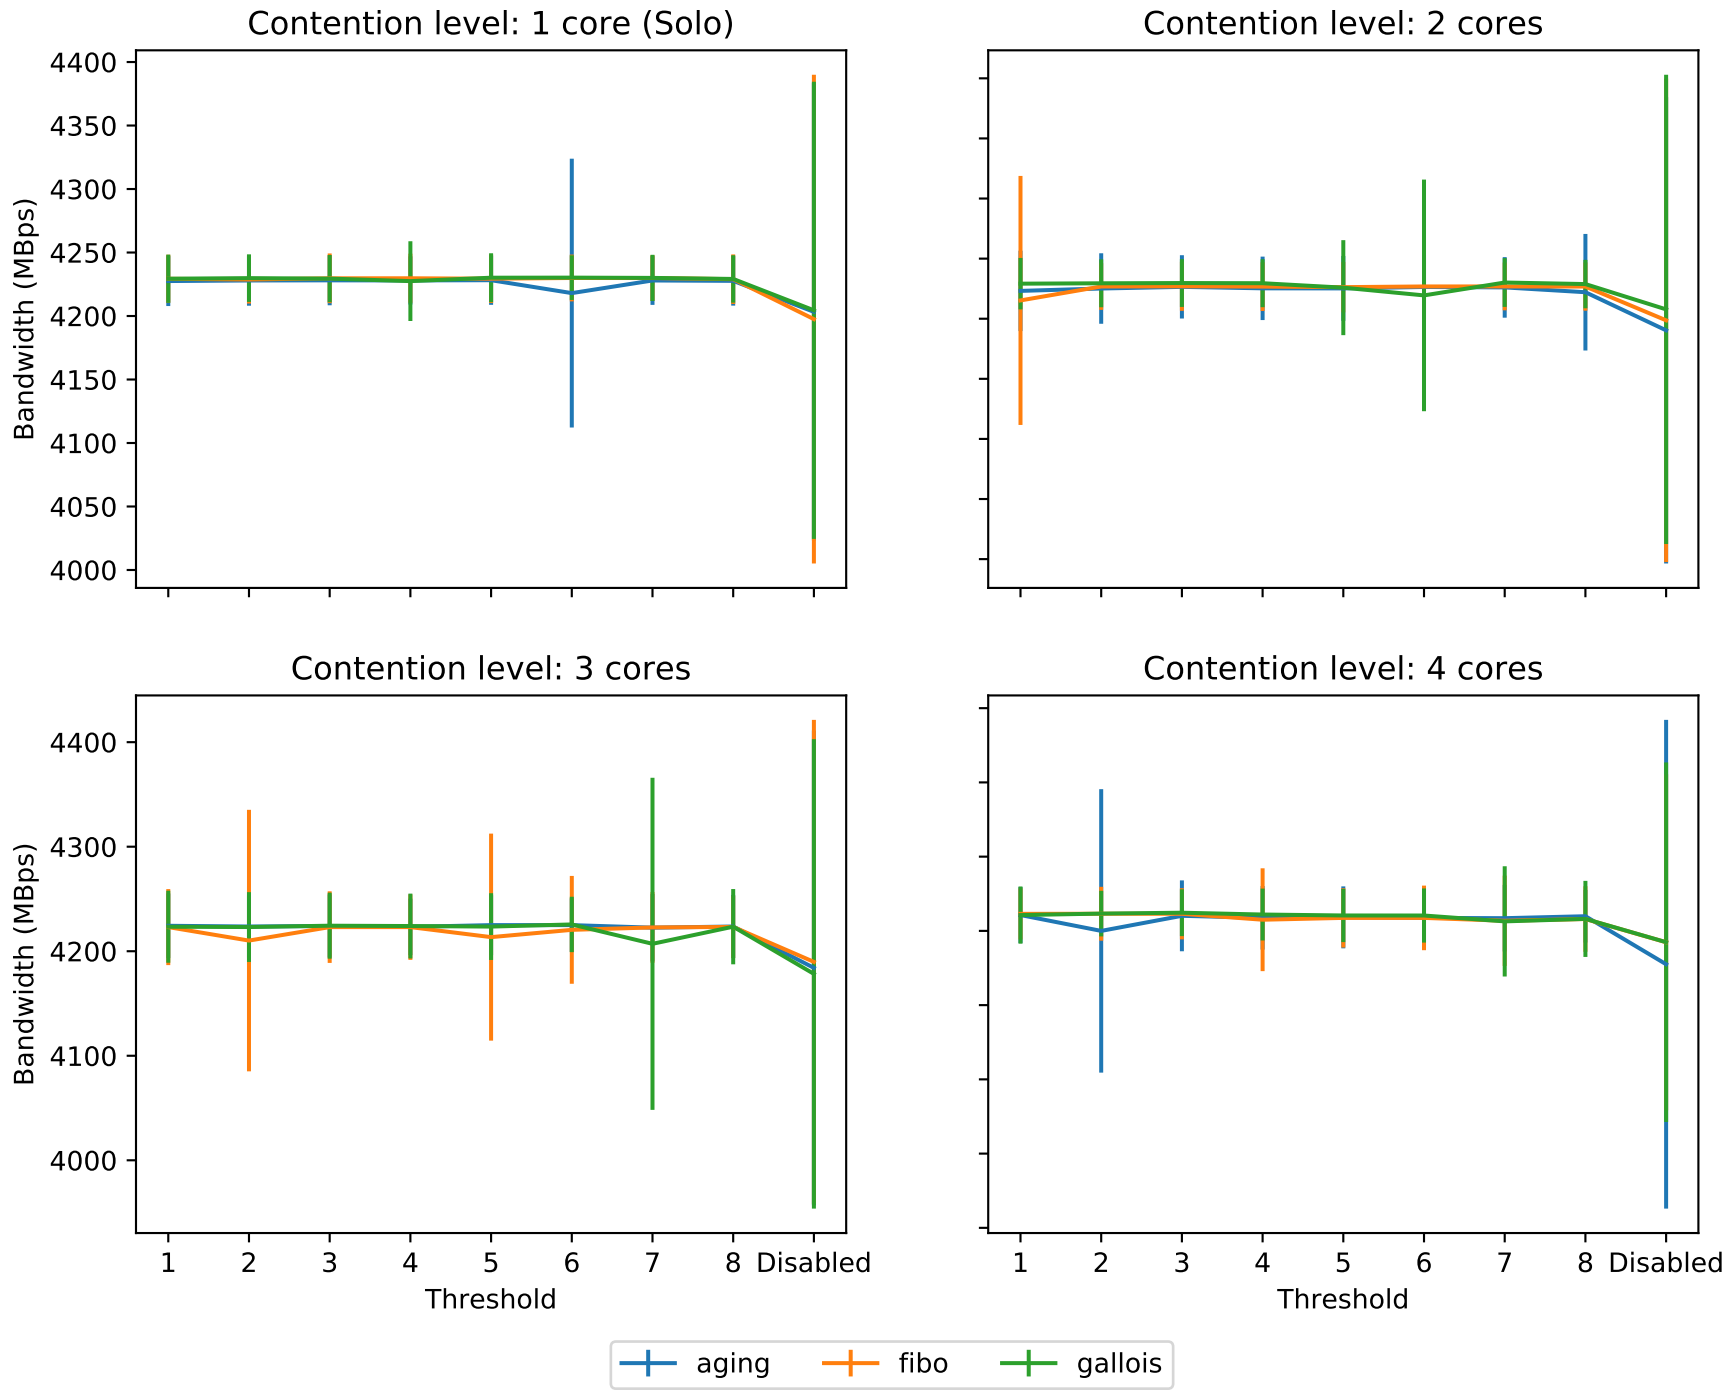 Contention level: 1 core (Solo)
Contention level: 2 cores
Bandwidth (MBps)
4400
4350
4300
4250
4200
4150
4100
4050
4000
Contention level: 3 cores
Contention level: 4 cores
Bandwidth (MBps)
4400
4300
4200
4100
4000
1 2 3 4 5 6 7 8 Disabled
1 2 3 4 5 6 7 8 Disabled
Threshold
Threshold
aging fibo gallois